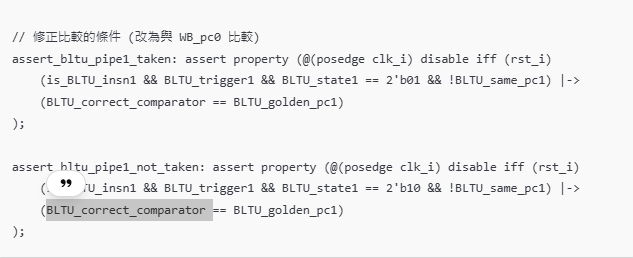 // 修正比較的條件 (改為與 WB_pc0 比較)
assert_bltu_pipe1_taken: assert property (@(posedge clk_i) disable iff (rst_i)
(is_BLTU_insn1 && BLTU_trigger1 && BLTU_state1 == 2'b01 && !BLTU_same_pc1) |->
(BLTU_correct_comparator == BLTU_golden_pc1)
);
assert_bltu_pipe1_not_taken: assert property (@(posedge clk_i) disable iff (rst_i)
TU_insn1 && BLTU_trigger1 && BLTU_state1 == 2'b10 && !BLTU_same_pc1) |->
(BLTU_correct_comparator == BLTU_golden_pc1)
);